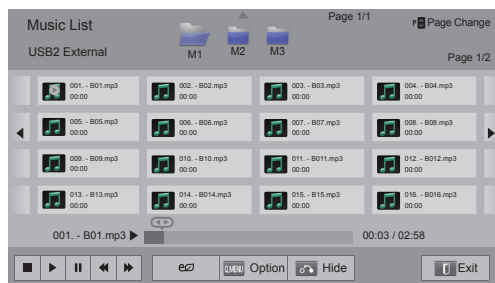 Music List
Page 1/1
P Page Change
USB2 External
M1 M2 M3
Page 1/2
001. - B01.mp3
00:00
002. - B02.mp3
00:00
003. - B03.mp3
00:00
004. - B04.mp3
00:00
005. - B05.mp3
00:00
006. - B06.mp3
00:00
007. - B07.mp3
00:00
008. - B08.mp3
00:00
009. - B09.mp3
00:00
010. - B10.mp3
00:00
011. - B011.mp3
00:00
012. - B012.mp3
00:00
013. - B13.mp3
00:00
014. - B014.mp3
00:00
015. - B15.mp3
00:00
016. - B016.mp3
00:00
001. - B01.mp3
00:03 / 02:58
Q.MENU Option
Hide
Exit